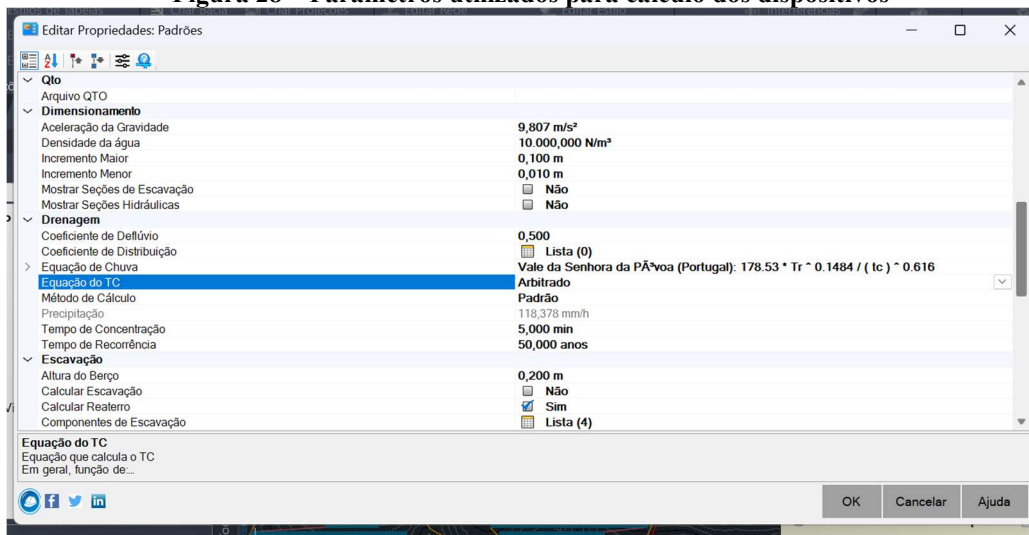 Figura 28 – Parâmetros utilizados para cálculo dos dispositivos
Editar Propriedades: Padrões
Qto
Arquivo QTO
Dimensionamento
Aceleração da Gravidade 9,807 m/s²
Densidade da água 10.000,000 N/m³
Incremento Maior 0,100 m
Incremento Menor 0,010 m
Mostrar Seções de Escavação Não
Mostrar Seções Hidráulicas Não
Drenagem
Coeficiente de Deflúvio 0,500
Coeficiente de Distribuição Lista (0)
Equação de Chuva Vale da Senhora da PÃ³voa (Portugal): 178.53 * Tr ^ 0.1484 / ( tc ) ^ 0.616
Equação do TC Arbitrado
Método de Cálculo Padrão
Precipitação 118,378 mm/h
Tempo de Concentração 5,000 min
Tempo de Recorrência 50,000 anos
Escavação
Altura do Berço 0,200 m
Calcular Escavação Não
Calcular Reaterro Sim
Componentes de Escavação Lista (4)
Equação do TC
Equação que calcula o TC
Em geral, função de:...
OK Cancelar Ajuda